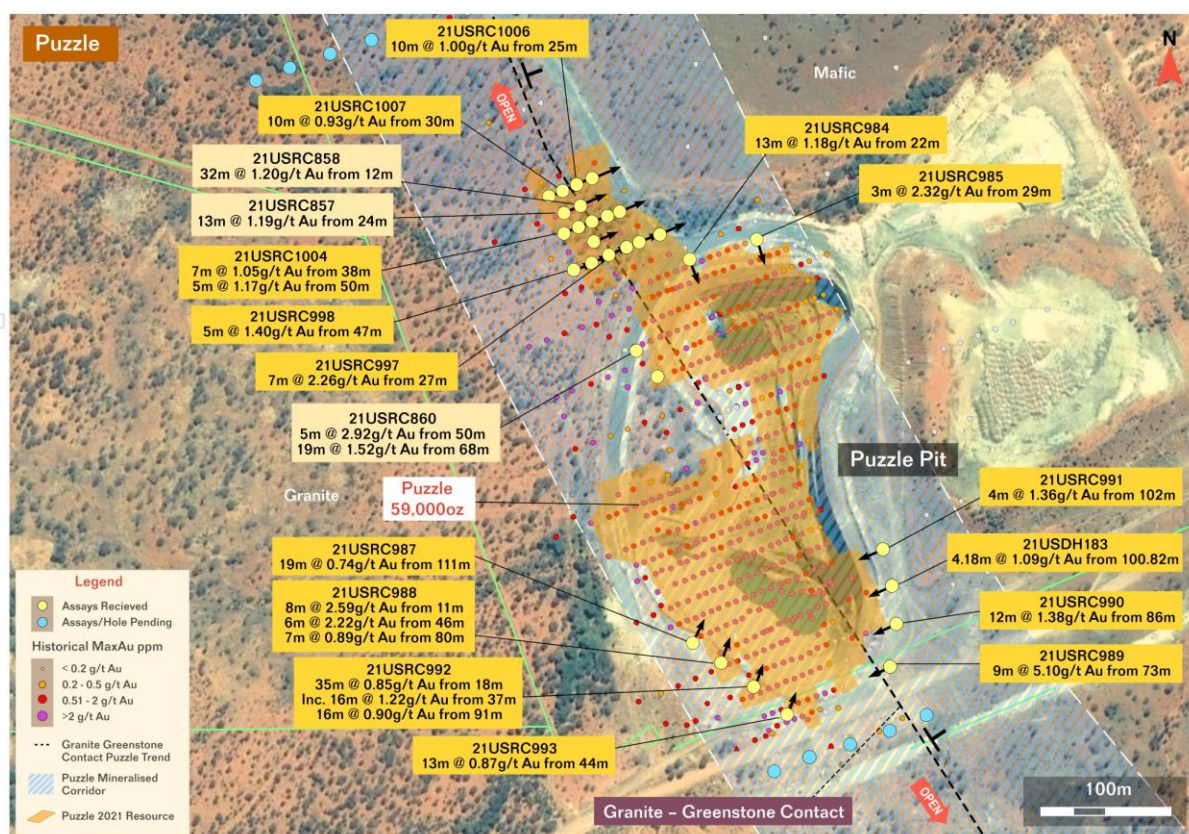 Puzzle
21USRC1006
10m @ 1.00g/t Au from 25m
N
Mafic
OPEN
21USRC1007
10m @ 0.93g/t Au from 30m
21USRC984
13m @ 1.18g/t Au from 22m
21USRC858
32m @ 1.20g/t Au from 12m
21USRC985
3m @ 2.32g/t Au from 29m
21USRC857
13m @ 1.19g/t Au from 24m
21USRC1004
7m @ 1.05g/t Au from 38m
5m @ 1.17g/t Au from 50m
21USRC998
5m @ 1.40g/t Au from 47m
21USRC997
7m @ 2.26g/t Au from 27m
21USRC860
5m @ 2.92g/t Au from 50m
19m @ 1.52g/t Au from 68m
Puzzle Pit
Granite
Puzzle
59,000oz
21USRC991
4m @ 1.36g/t Au from 102m
21USRC987
19m @ 0.74g/t Au from 111m
21USDH183
4.18m @ 1.09g/t Au from 100.82m
21USRC988
8m @ 2.59g/t Au from 11m
6m @ 2.22g/t Au from 46m
7m @ 0.89g/t Au from 80m
21USRC990
12m @ 1.38g/t Au from 86m
21USRC989
9m @ 5.10g/t Au from 73m
21USRC992
35m @ 0.85g/t Au from 18m
Inc. 16m @ 1.22g/t Au from 37m
16m @ 0.90g/t Au from 91m
21USRC993
13m @ 0.87g/t Au from 44m
Granite - Greenstone Contact
OPEN
100m
Legend
Assays Recieved
Assays/Hole Pending
Historical MaxAu ppm
< 0.2 g/t Au
0.2 - 0.5 g/t Au
0.51 - 2 g/t Au
>2 g/t Au
Granite Greenstone
Contact Puzzle Trend
Puzzle Mineralised
Corridor
Puzzle 2021 Resource